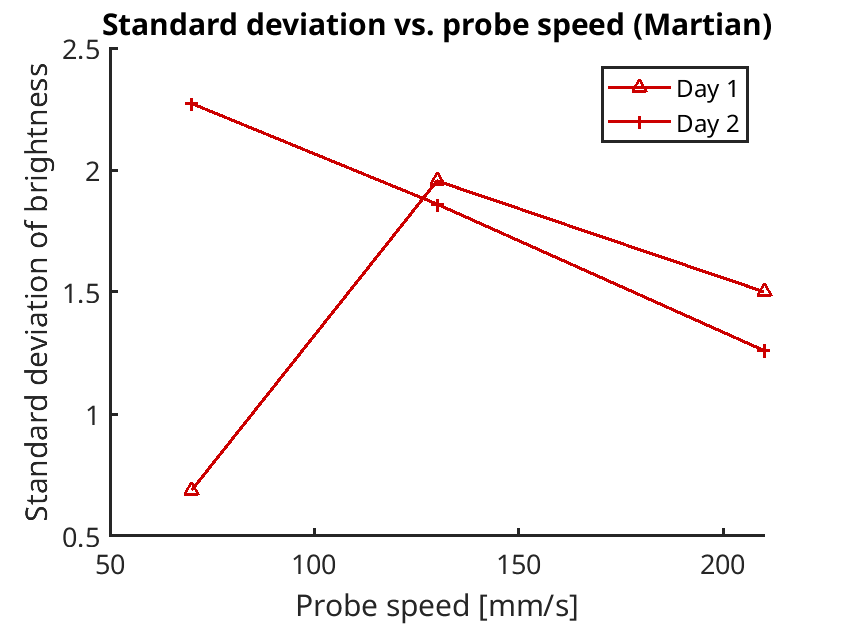 Standard deviation vs. probe speed (Martian)
2.5
2
1.5
1
0.5
Standard deviation of brightness
Day 1
Day 2
50
100
150
200
Probe speed [mm/s]